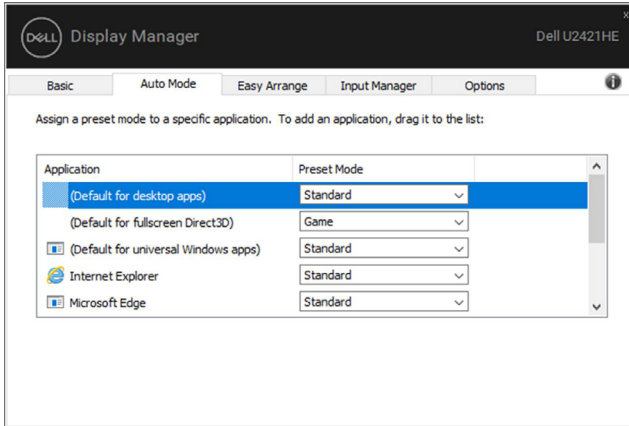 x
DELL Display Manager Dell U2421HE
Basic Auto Mode Easy Arrange Input Manager Options i
Assign a preset mode to a specific application. To add an application, drag it to the list:
Application Preset Mode
(Default for desktop apps) Standard
(Default for fullscreen Direct3D) Game
(Default for universal Windows apps) Standard
Internet Explorer Standard
Microsoft Edge Standard